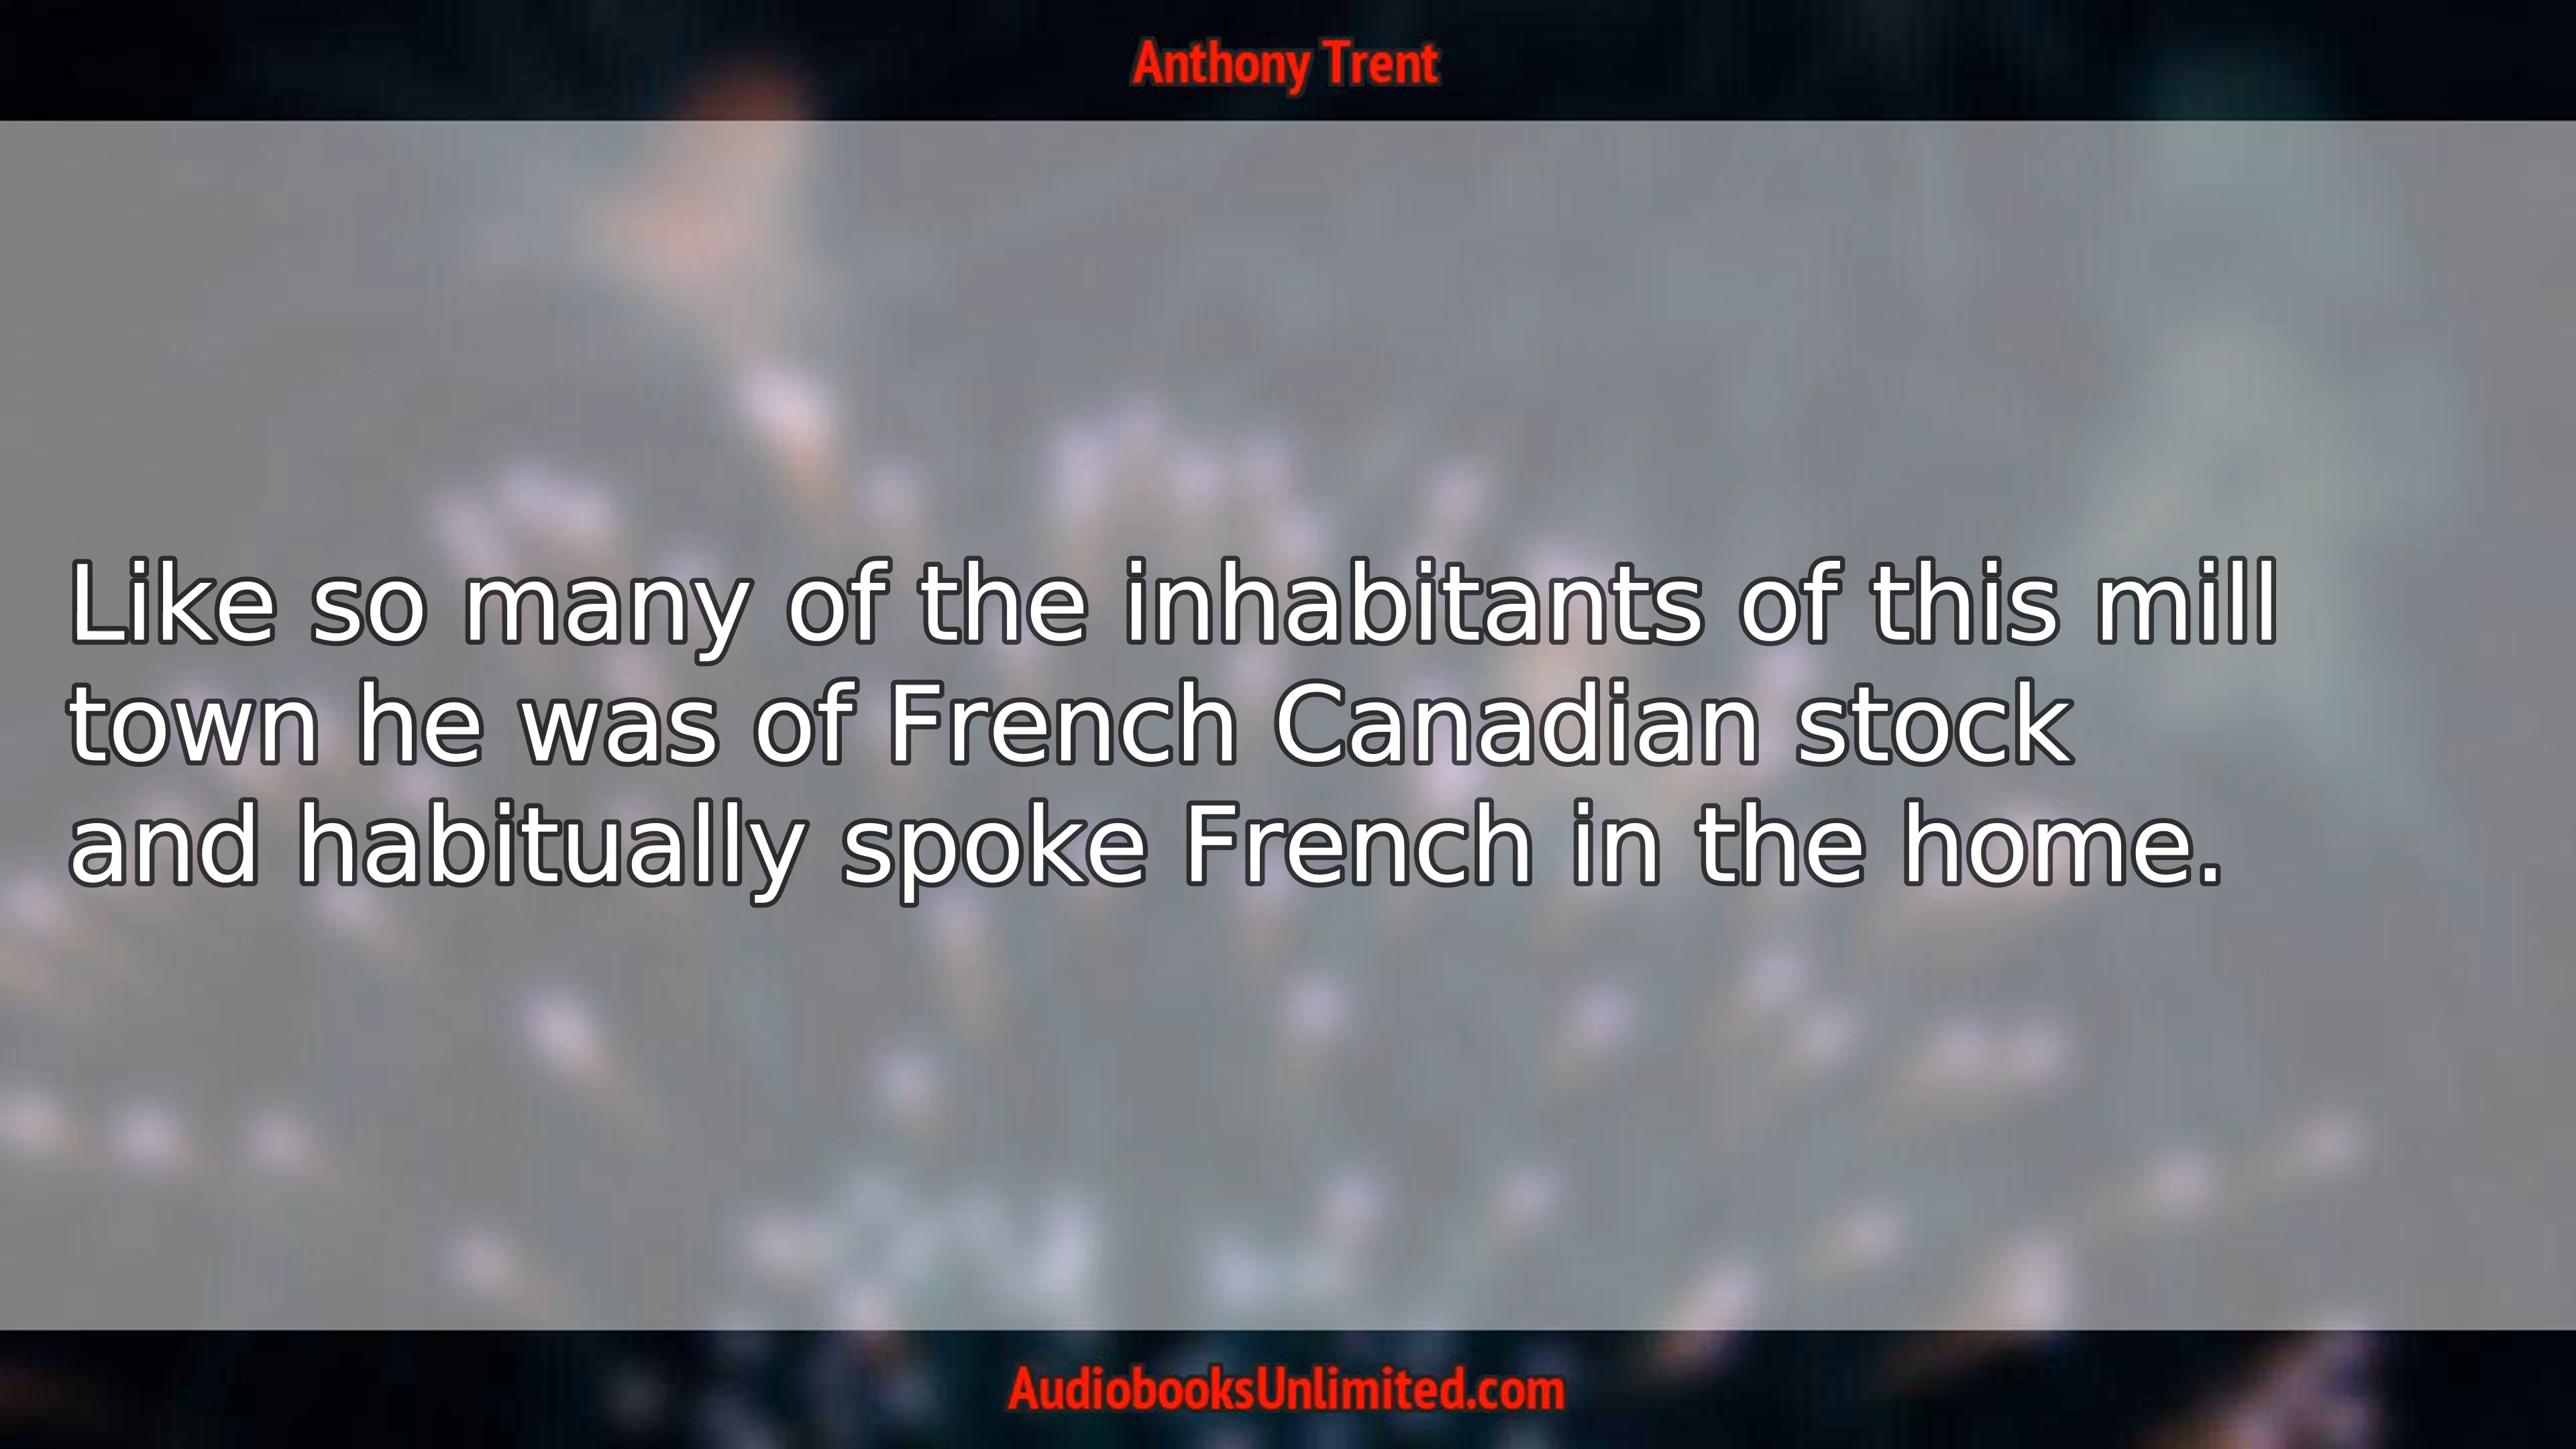 Anthony Trent
Like so many of the inhabitants of this mill
town he was of French Canadian stock
and habitually spoke French in the home.
AudiobooksUnlimited.com